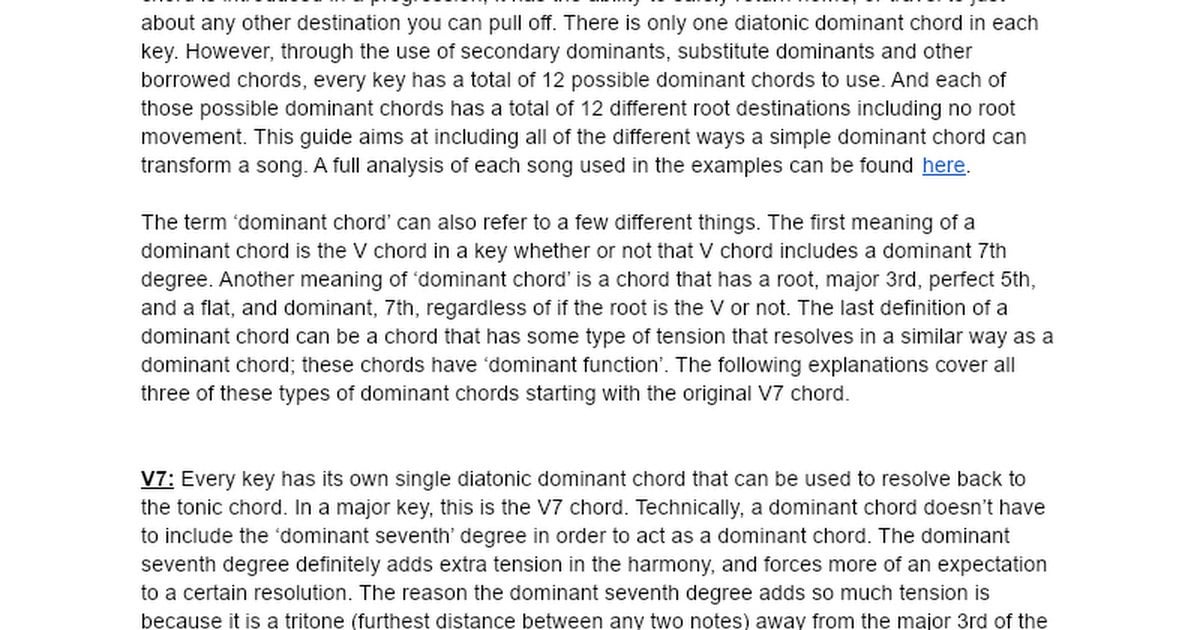 about any other destination you can pull off. There is only one diatonic dominant chord in each
key. However, through the use of secondary dominants, substitute dominants and other
borrowed chords, every key has a total of 12 possible dominant chords to use. And each of
those possible dominant chords has a total of 12 different root destinations including no root
movement. This guide aims at including all of the different ways a simple dominant chord can
transform a song. A full analysis of each song used in the examples can be found here.
The term ‘dominant chord’ can also refer to a few different things. The first meaning of a
dominant chord is the V chord in a key whether or not that V chord includes a dominant 7th
degree. Another meaning of ‘dominant chord’ is a chord that has a root, major 3rd, perfect 5th,
and a flat, and dominant, 7th, regardless of if the root is the V or not. The last definition of a
dominant chord can be a chord that has some type of tension that resolves in a similar way as a
dominant chord; these chords have ‘dominant function’. The following explanations cover all
three of these types of dominant chords starting with the original V7 chord.
V7: Every key has its own single diatonic dominant chord that can be used to resolve back to
the tonic chord. In a major key, this is the V7 chord. Technically, a dominant chord doesn’t have
to include the ‘dominant seventh’ degree in order to act as a dominant chord. The dominant
seventh degree definitely adds extra tension in the harmony, and forces more of an expectation
to a certain resolution. The reason the dominant seventh degree adds so much tension is
because it is a tritone (furthest distance between any two notes) away from the major 3rd of the